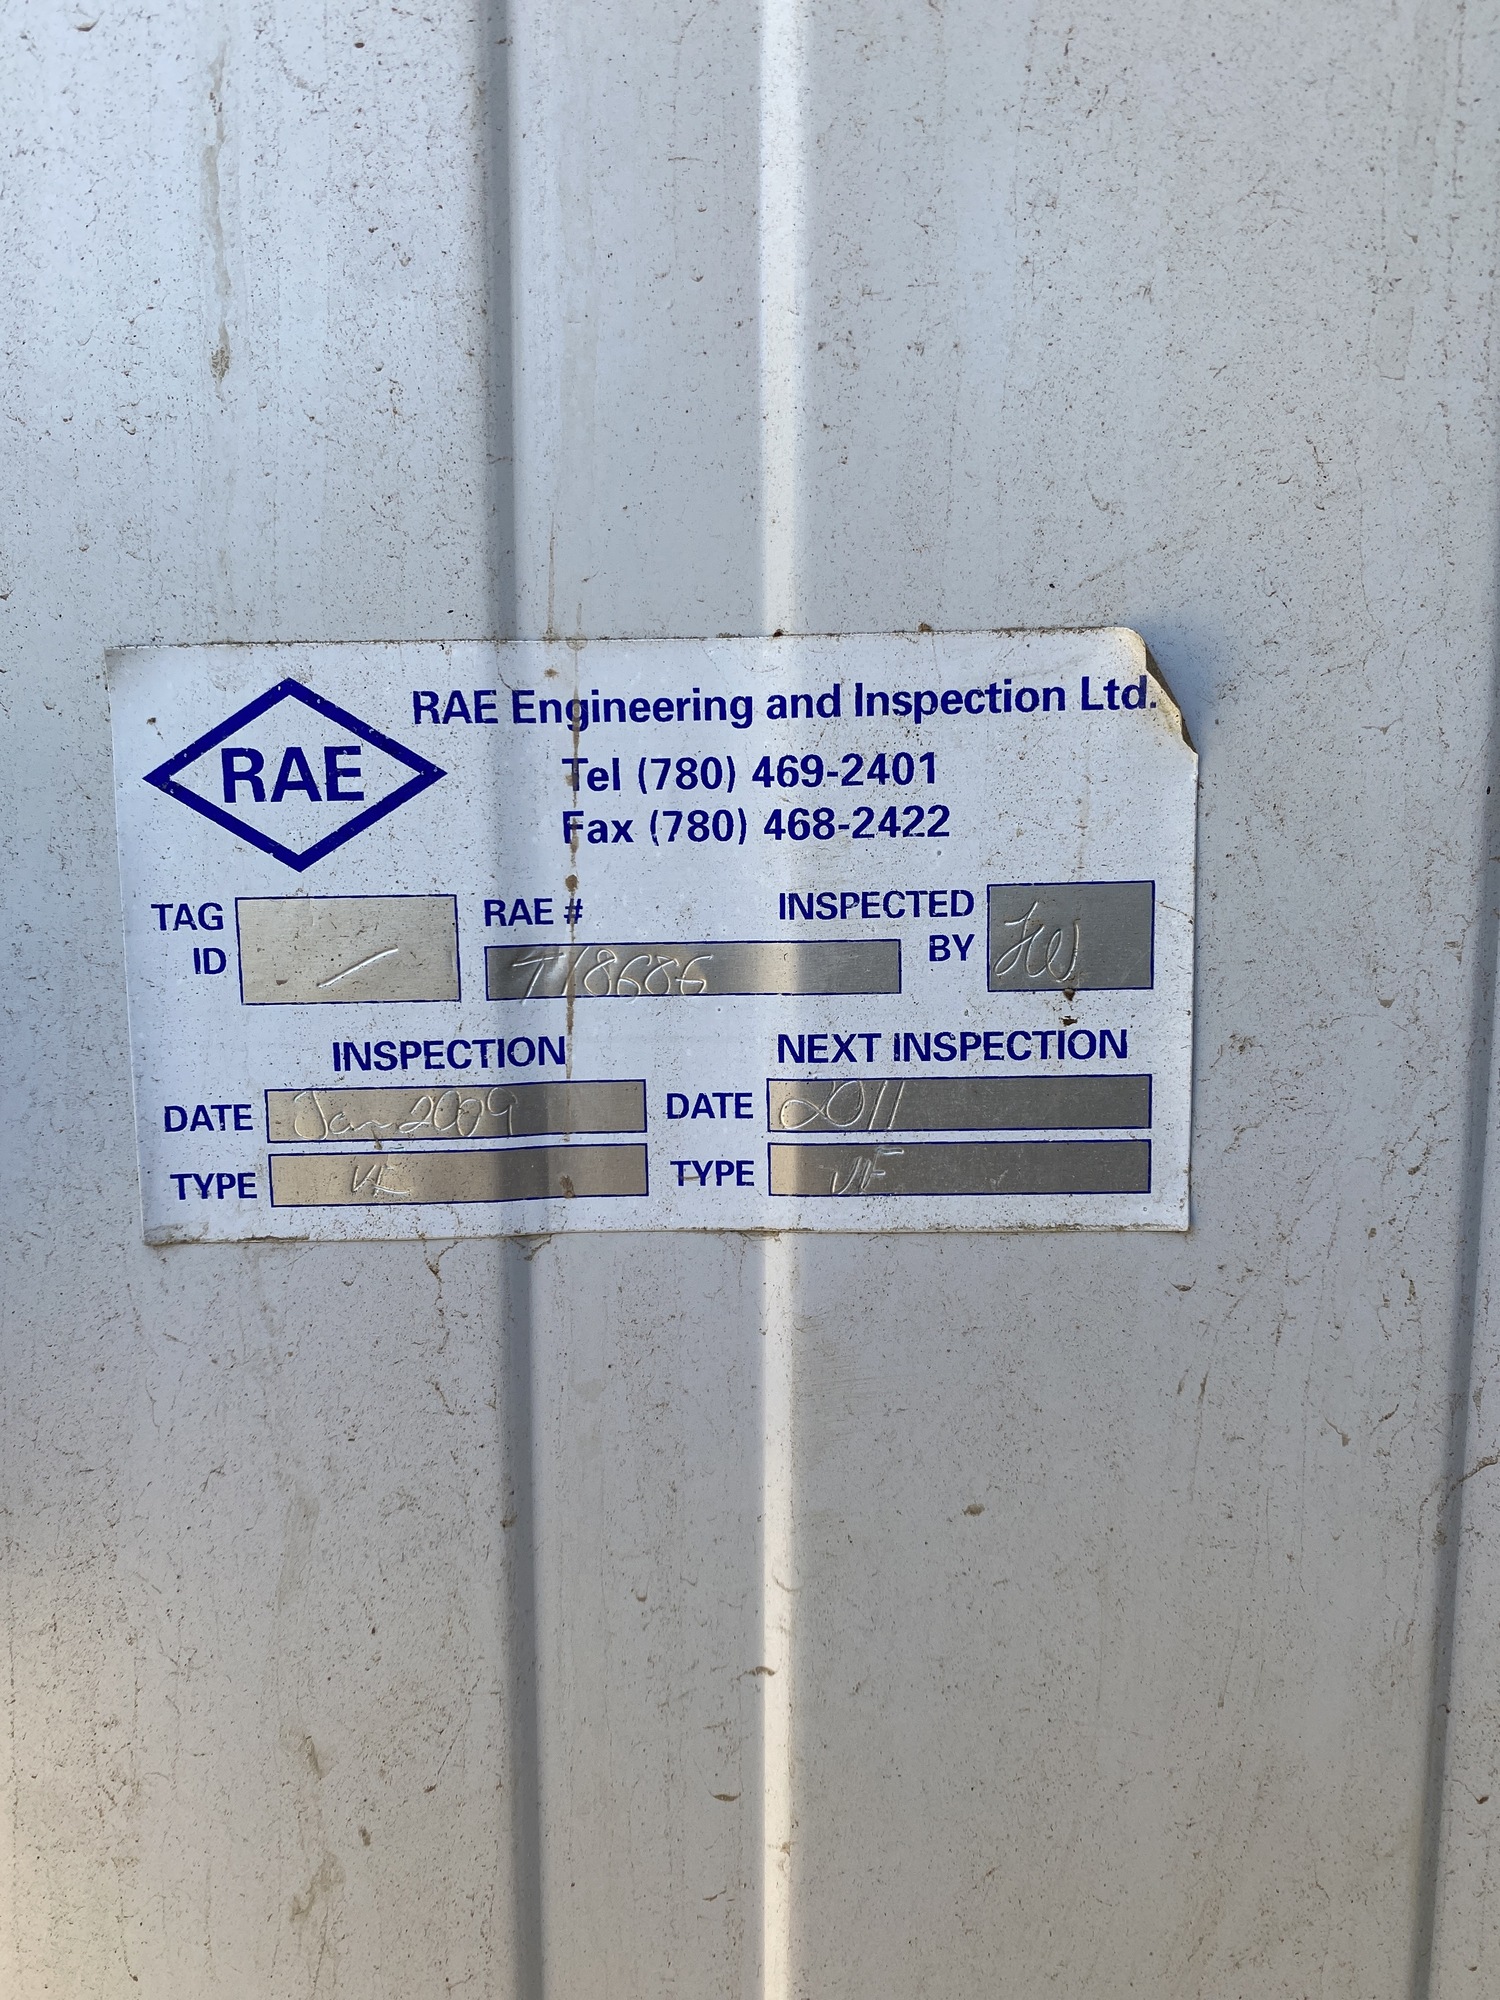 RAE
RAE Engineering and Inspection Ltd.
Tel (780) 469-2401
Fax (780) 468-2422
TAG ID
RAE # T18686
INSPECTED BY
INSPECTION
DATE Jan 2009
TYPE
NEXT INSPECTION
DATE 2011
TYPE